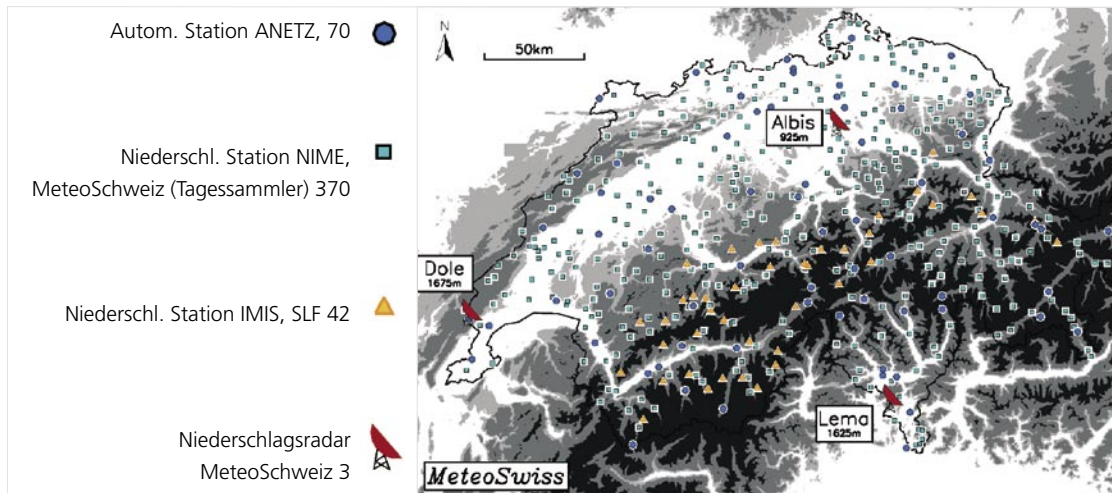 Autom. Station ANETZ, 70
Niederschl. Station NIME,
MeteoSchweiz (Tagessammler) 370
Niederschl. Station IMIS, SLF 42
Niederschlagsradar
MeteoSchweiz 3
N
50km
Albis
925m
Dole
1675m
Lema
1625m
MeteoSwiss